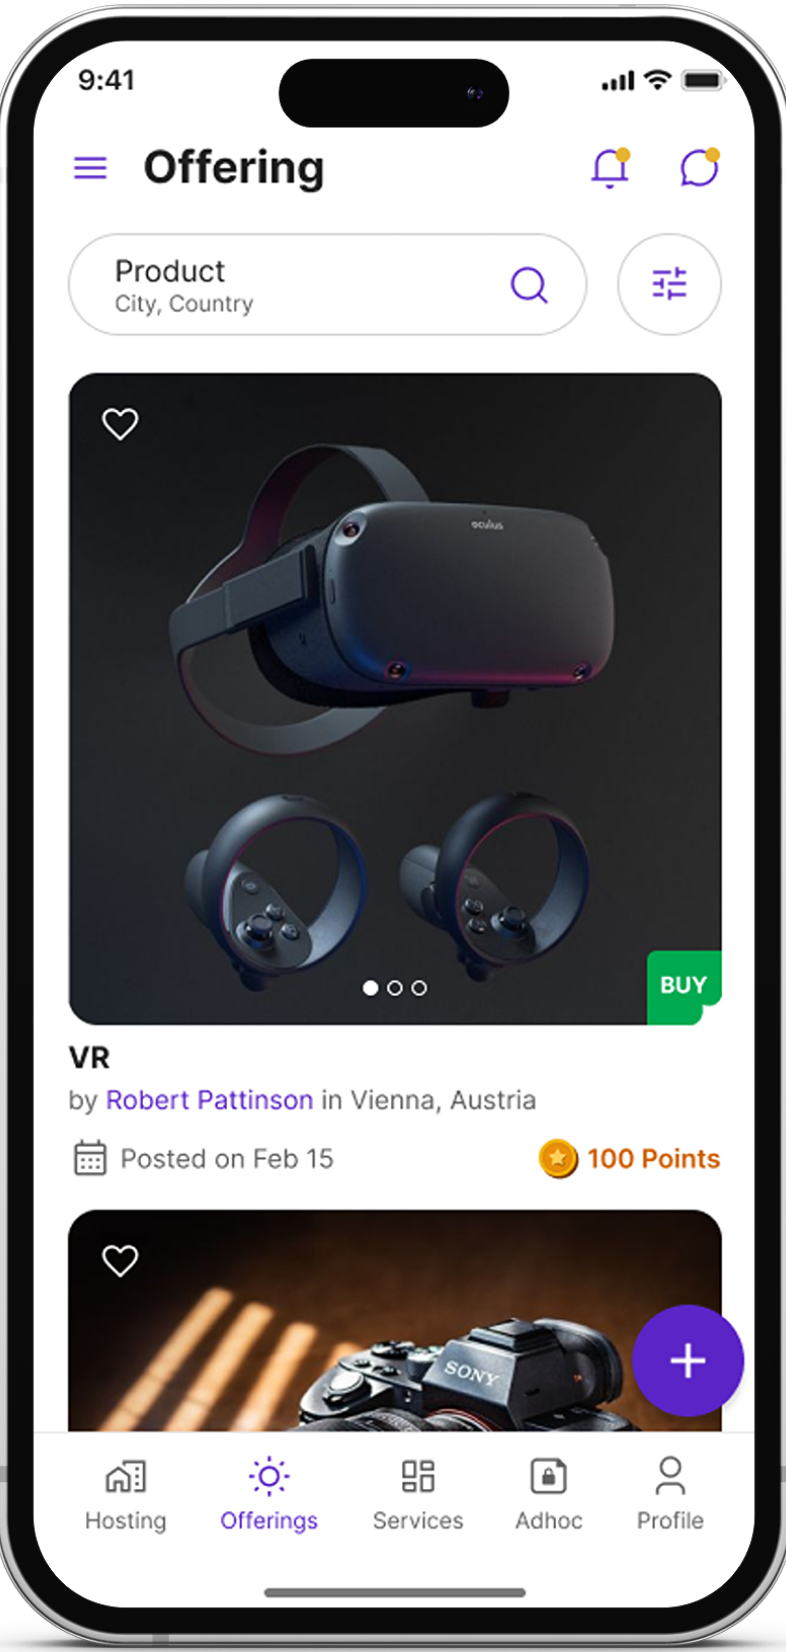 9:41
Offering
Product
City, Country
oculus
BUY
VR
by Robert Pattinson in Vienna, Austria
Posted on Feb 15
100 Points
SONY
Hosting
Offerings
Services
Adhoc
Profile